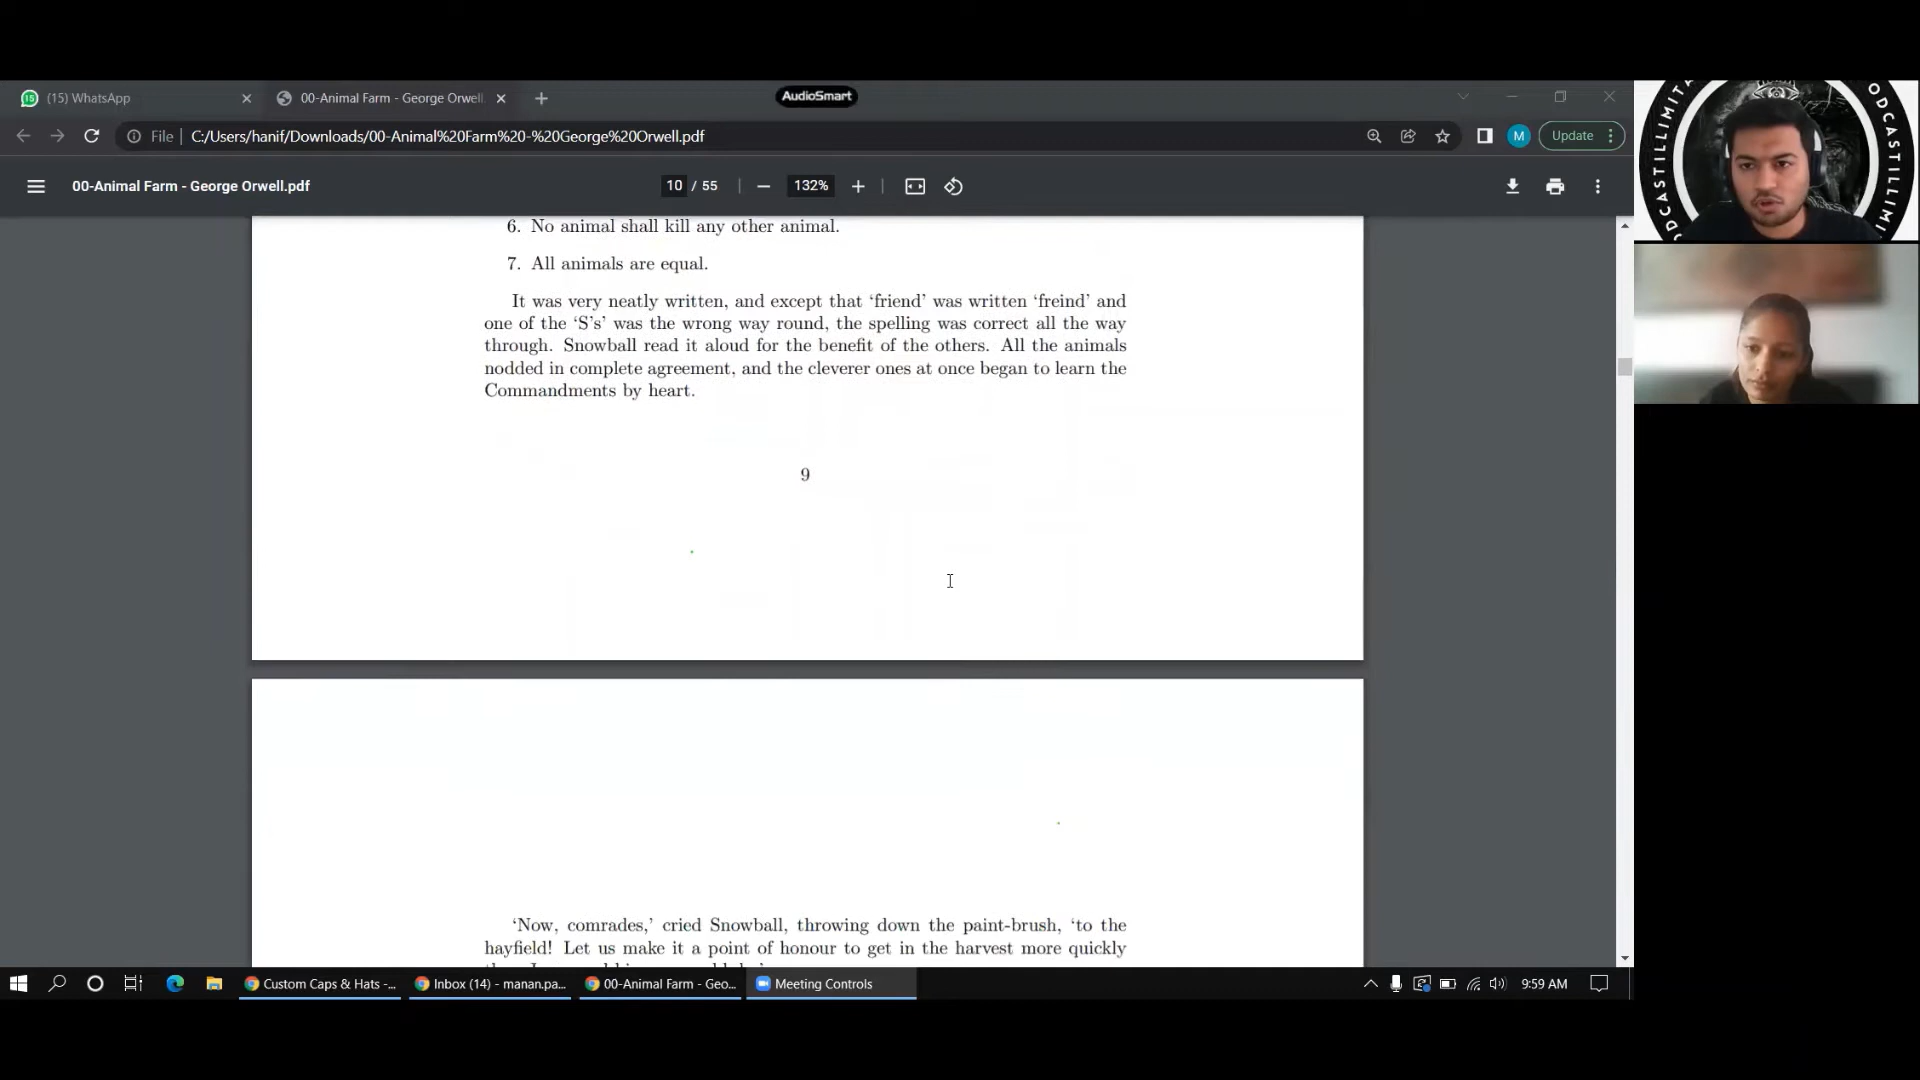 (15) WhatsApp
00-Animal Farm - George Orwell
AudioSmart
File
C:/Users/hanif/Downloads/00-Animal%20Farm%20-%20George%20Orwell.pdf
M
Update
00-Animal Farm - George Orwell.pdf
10 / 55
132%
6. No animal shall kill any other animal.
7. All animals are equal.
It was very neatly written, and except that ‘friend’ was written ‘freind’ and
one of the ‘S’s’ was the wrong way round, the spelling was correct all the way
through. Snowball read it aloud for the benefit of the others. All the animals
nodded in complete agreement, and the cleverer ones at once began to learn the
Commandments by heart.
9
‘Now, comrades,’ cried Snowball, throwing down the paint-brush, ‘to the
hayfield! Let us make it a point of honour to get in the harvest more quickly
Custom Caps & Hats -...
Inbox (14) - manan.pa...
00-Animal Farm - Geo...
Meeting Controls
9:59 AM